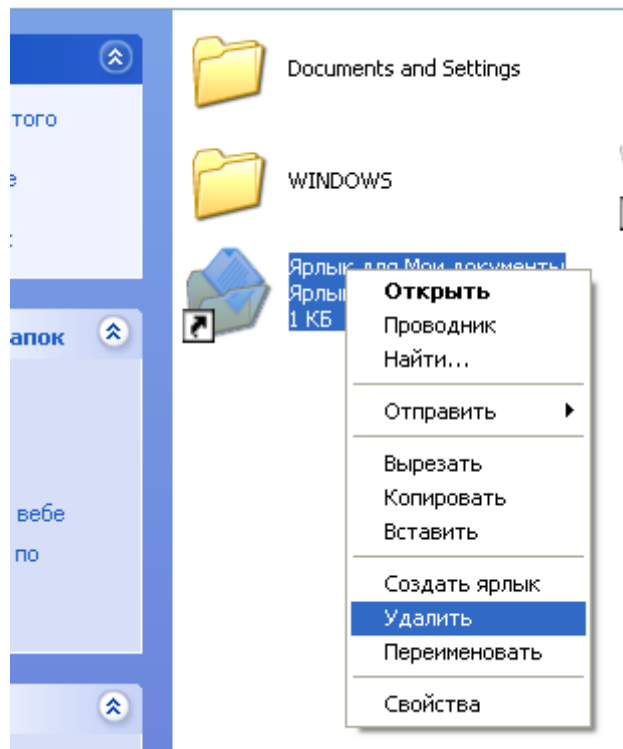 того
е
апок
вебе
по
Documents and Settings
WINDOWS
Ярлык для Мои документы
Ярлы
1 КБ
Открыть
Проводник
Найти...
Отправить
Вырезать
Копировать
Вставить
Создать ярлык
Удалить
Переименовать
Свойства